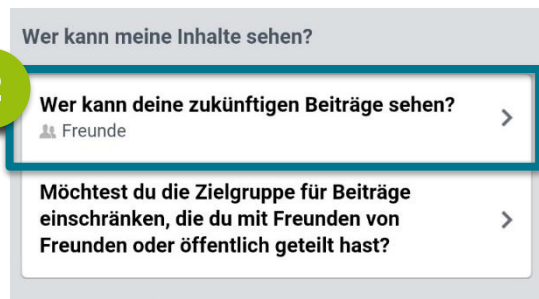 Wer kann meine Inhalte sehen?
Wer kann deine zukünftigen Beiträge sehen?
Freunde
Möchtest du die Zielgruppe für Beiträge
einschränken, die du mit Freunden von
Freunden oder öffentlich geteilt hast?